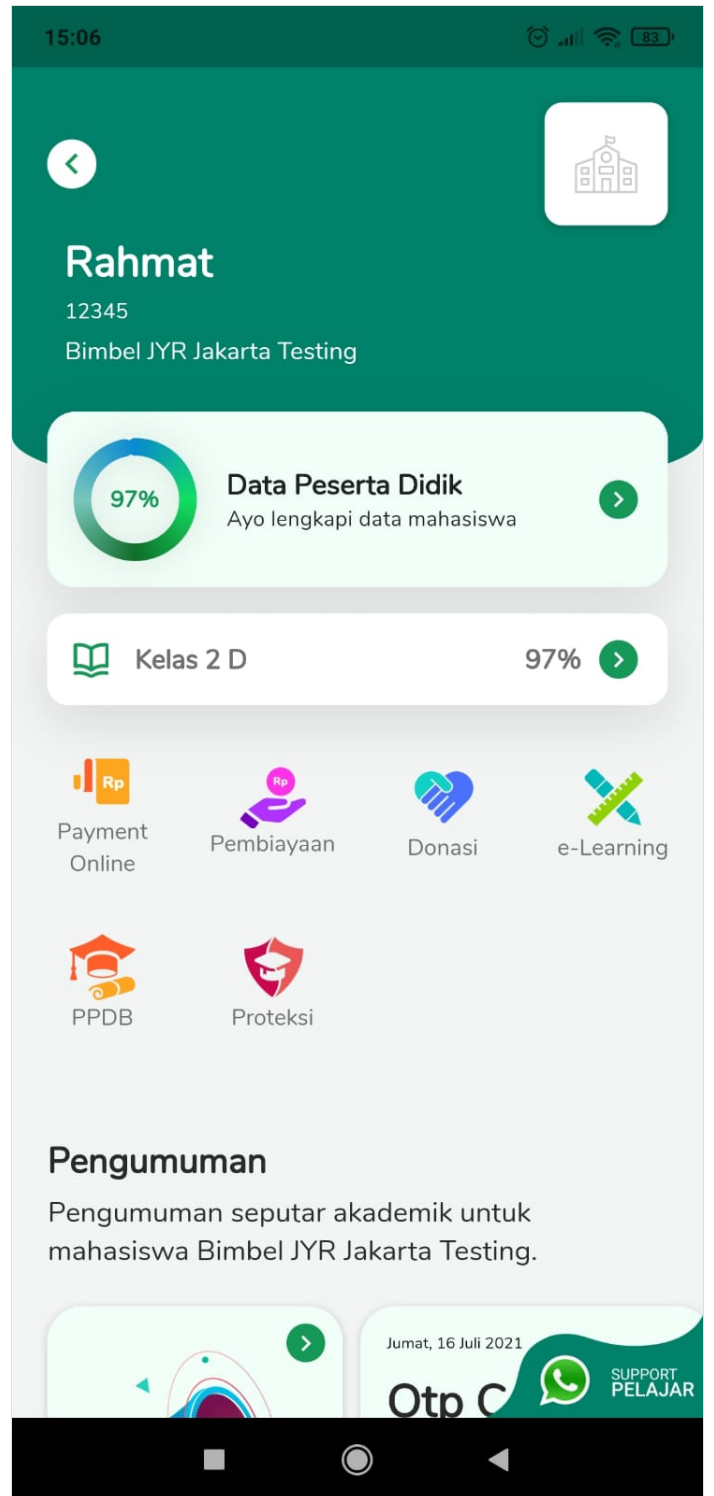 15:06
83
Rahmat
12345
Bimbel JYR Jakarta Testing
97%
Data Peserta Didik
Ayo lengkapi data mahasiswa
Kelas 2 D
97%
Rp
Rp
Payment
Online
Pembiayaan
Donasi
e-Learning
PPDB
Proteksi
Pengumuman
Pengumuman seputar akademik untuk
mahasiswa Bimbel JYR Jakarta Testing.
Jumat, 16 Juli 2021
Otp C
SUPPORT
PELAJAR